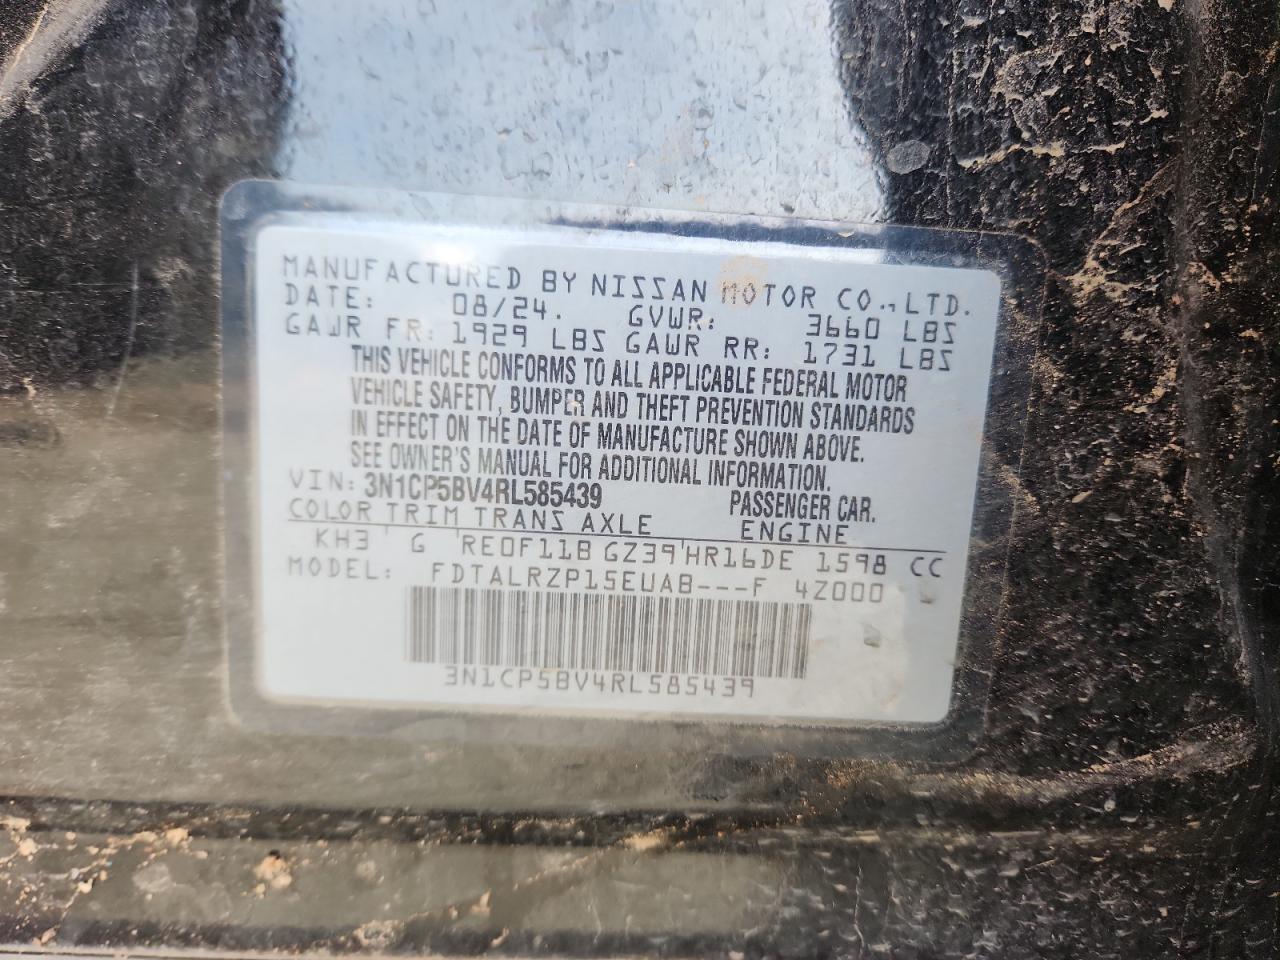 MANUFACTURED BY NISSAN MOTOR CO.,LTD.
DATE: 08/24. GVWR: 3660 LBS
GAWR FR: 1929 LBS GAWR RR: 1731 LBS
THIS VEHICLE CONFORMS TO ALL APPLICABLE FEDERAL MOTOR
VEHICLE SAFETY, BUMPER AND THEFT PREVENTION STANDARDS
IN EFFECT ON THE DATE OF MANUFACTURE SHOWN ABOVE.
SEE OWNER'S MANUAL FOR ADDITIONAL INFORMATION.
VIN: 3N1CP5BV4RL585439 PASSENGER CAR.
COLOR TRIM TRANS AXLE ENGINE
KH3 G RE0F11B GZ39 HR16DE 1598 CC
MODEL: FDTALRZP15EUAB---F 4Z000
3N1CP5BV4RL585439